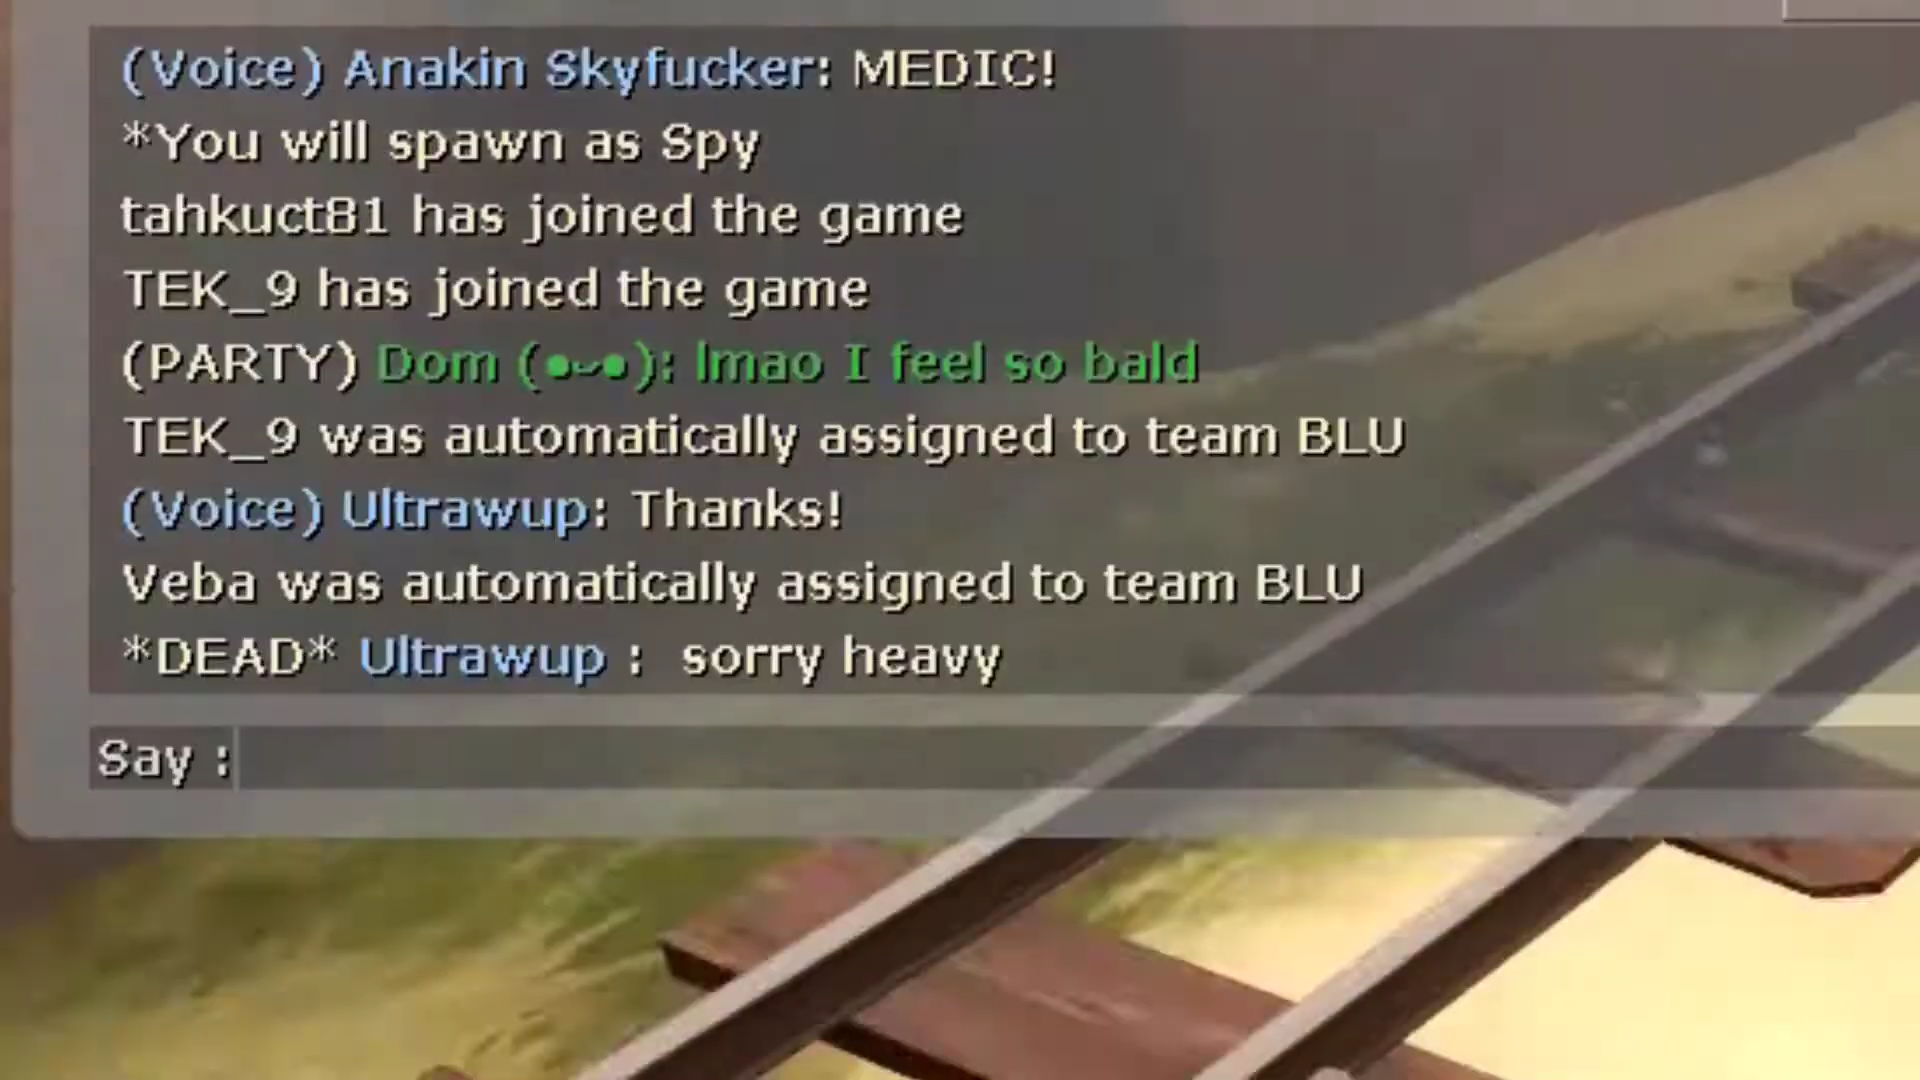 (Voice) Anakin Skyfucker: MEDIC!
*You will spawn as Spy
tahkuct81 has joined the game
TEK_9 has joined the game
(PARTY) Dom (●⌣●): lmao I feel so bald
TEK_9 was automatically assigned to team BLU
(Voice) Ultrawup: Thanks!
Veba was automatically assigned to team BLU
*DEAD* Ultrawup :  sorry heavy
Say :